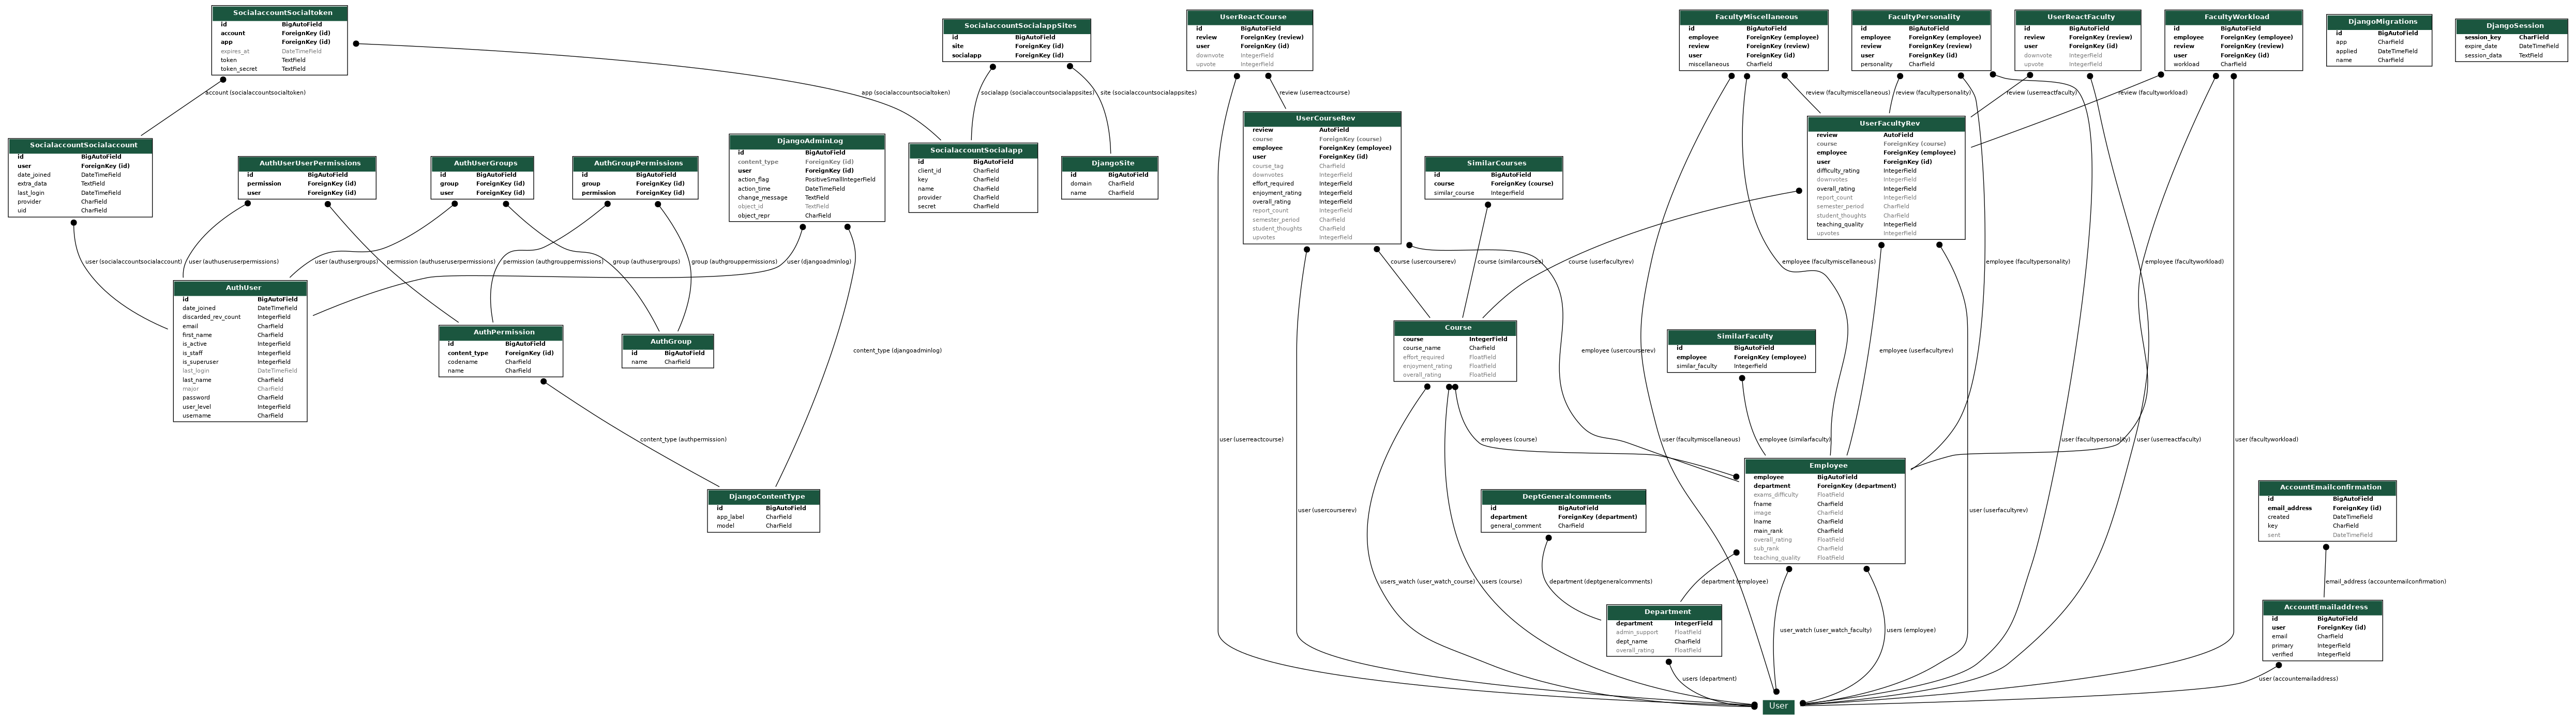 SocialaccountSocialtoken
id BigAutoField
account ForeignKey (id)
app ForeignKey (id)
expires_at DateTimeField
token TextField
token_secret TextField
SocialaccountSocialappSites
id BigAutoField
site ForeignKey (id)
socialapp ForeignKey (id)
UserReactCourse
id BigAutoField
review ForeignKey (review)
user ForeignKey (id)
downvote IntegerField
upvote IntegerField
FacultyMiscellaneous
id BigAutoField
employee ForeignKey (employee)
review ForeignKey (review)
user ForeignKey (id)
miscellaneous CharField
FacultyPersonality
id BigAutoField
employee ForeignKey (employee)
review ForeignKey (review)
user ForeignKey (id)
personality CharField
UserReactFaculty
id BigAutoField
review ForeignKey (review)
user ForeignKey (id)
downvote IntegerField
upvote IntegerField
FacultyWorkload
id BigAutoField
employee ForeignKey (employee)
review ForeignKey (review)
user ForeignKey (id)
workload CharField
DjangoMigrations
id BigAutoField
app CharField
applied DateTimeField
name CharField
DjangoSession
session_key CharField
expire_date DateTimeField
session_data TextField
account (socialaccountsocialtoken)
app (socialaccountsocialtoken)
socialapp (socialaccountsocialappsites)
site (socialaccountsocialappsites)
review (userreactcourse)
review (facultymiscellaneous)
review (facultypersonality)
review (userreactfaculty)
review (facultyworkload)
SocialaccountSocialaccount
id BigAutoField
user ForeignKey (id)
date_joined DateTimeField
extra_data TextField
last_login DateTimeField
provider CharField
uid CharField
AuthUserUserPermissions
id BigAutoField
permission ForeignKey (id)
user ForeignKey (id)
AuthUserGroups
id BigAutoField
group ForeignKey (id)
user ForeignKey (id)
AuthGroupPermissions
id BigAutoField
group ForeignKey (id)
permission ForeignKey (id)
DjangoAdminLog
id BigAutoField
content_type ForeignKey (id)
user ForeignKey (id)
action_flag PositiveSmallIntegerField
action_time DateTimeField
change_message TextField
object_id TextField
object_repr CharField
SocialaccountSocialapp
id BigAutoField
client_id CharField
key CharField
name CharField
provider CharField
secret CharField
DjangoSite
id BigAutoField
domain CharField
name CharField
UserCourseRev
review AutoField
course ForeignKey (course)
employee ForeignKey (employee)
user ForeignKey (id)
course_tag CharField
downvotes IntegerField
effort_required IntegerField
enjoyment_rating IntegerField
overall_rating IntegerField
report_count IntegerField
semester_period CharField
student_thoughts CharField
upvotes IntegerField
SimilarCourses
id BigAutoField
course ForeignKey (course)
similar_course IntegerField
UserFacultyRev
review AutoField
course ForeignKey (course)
employee ForeignKey (employee)
user ForeignKey (id)
difficulty_rating IntegerField
downvotes IntegerField
overall_rating IntegerField
report_count IntegerField
semester_period CharField
student_thoughts CharField
teaching_quality IntegerField
upvotes IntegerField
user (socialaccountsocialaccount)
user (authuseruserpermissions)
user (authusergroups)
permission (authuseruserpermissions)
permission (authgrouppermissions)
group (authusergroups)
group (authgrouppermissions)
user (djangoadminlog)
course (usercourserev)
course (similarcourses)
course (userfacultyrev)
employee (facultymiscellaneous)
employee (facultypersonality)
employee (facultyworkload)
AuthUser
id BigAutoField
date_joined DateTimeField
discarded_rev_count IntegerField
email CharField
first_name CharField
is_active IntegerField
is_staff IntegerField
is_superuser IntegerField
last_login DateTimeField
last_name CharField
major CharField
password CharField
user_level IntegerField
username CharField
AuthPermission
id BigAutoField
content_type ForeignKey (id)
codename CharField
name CharField
AuthGroup
id BigAutoField
name CharField
content_type (djangoadminlog)
Course
course IntegerField
course_name CharField
effort_required FloatField
enjoyment_rating FloatField
overall_rating FloatField
employee (usercourserev)
SimilarFaculty
id BigAutoField
employee ForeignKey (employee)
similar_faculty IntegerField
employee (userfacultyrev)
content_type (authpermission)
user (userreactcourse)
employees (course)
user (facultymiscellaneous)
employee (similarfaculty)
user (facultypersonality)
user (userreactfaculty)
user (facultyworkload)
DjangoContentType
id BigAutoField
app_label CharField
model CharField
user (usercourserev)
DeptGeneralcomments
id BigAutoField
department ForeignKey (department)
general_comment CharField
Employee
employee BigAutoField
department ForeignKey (department)
exams_difficulty FloatField
fname CharField
image CharField
lname CharField
main_rank CharField
overall_rating FloatField
sub_rank CharField
teaching_quality FloatField
user (userfacultyrev)
AccountEmailconfirmation
id BigAutoField
email_address ForeignKey (id)
created DateTimeField
key CharField
sent DateTimeField
users_watch (user_watch_course)
users (course)
department (deptgeneralcomments)
department (employee)
email_address (accountemailconfirmation)
Department
department IntegerField
admin_support FloatField
dept_name CharField
overall_rating FloatField
user_watch (user_watch_faculty)
users (employee)
AccountEmailaddress
id BigAutoField
user ForeignKey (id)
email CharField
primary IntegerField
verified IntegerField
users (department)
user (accountemailaddress)
User